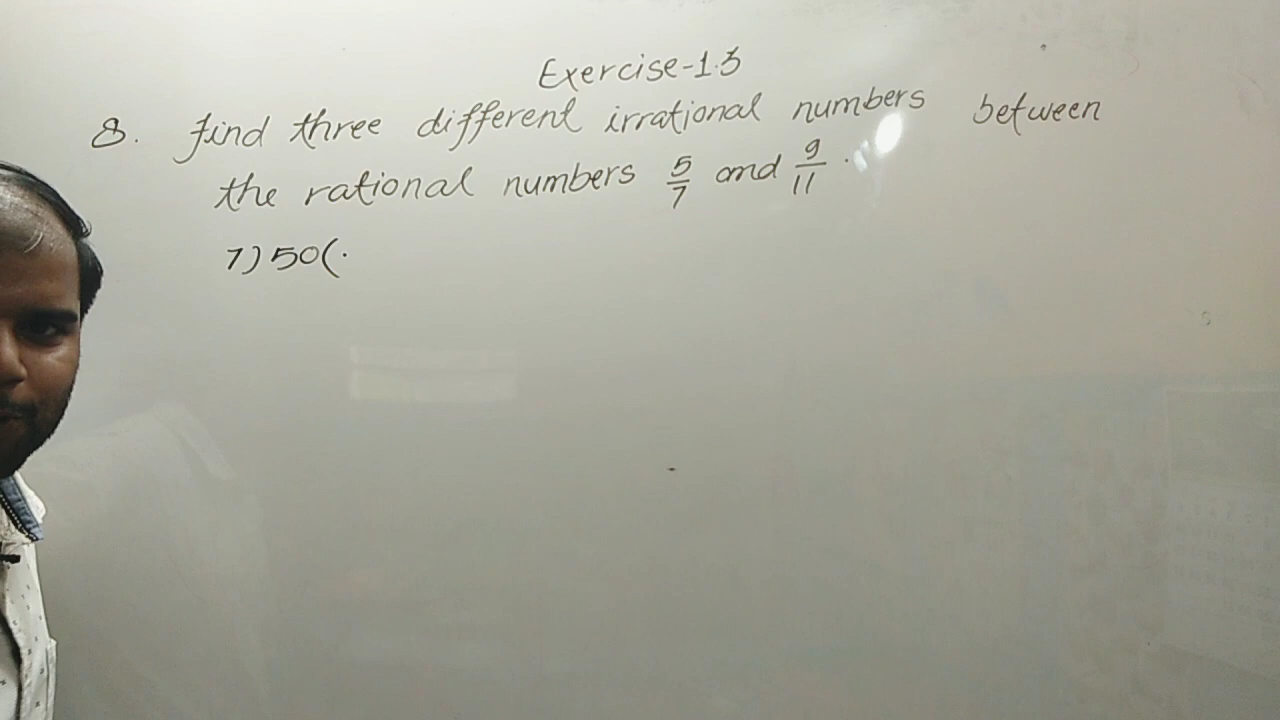 Exercise-1.3
8. find three different irrational numbers between
the rational numbers 5/7 and 9/11.
7)50(.